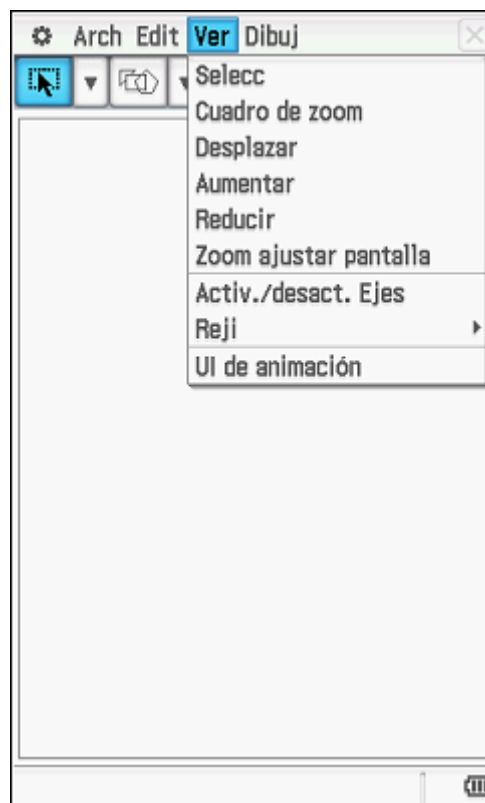 Arch Edit Ver Dibuj
Selecc
Cuadro de zoom
Desplazar
Aumentar
Reducir
Zoom ajustar pantalla
Activ./desact. Ejes
Reji
UI de animación